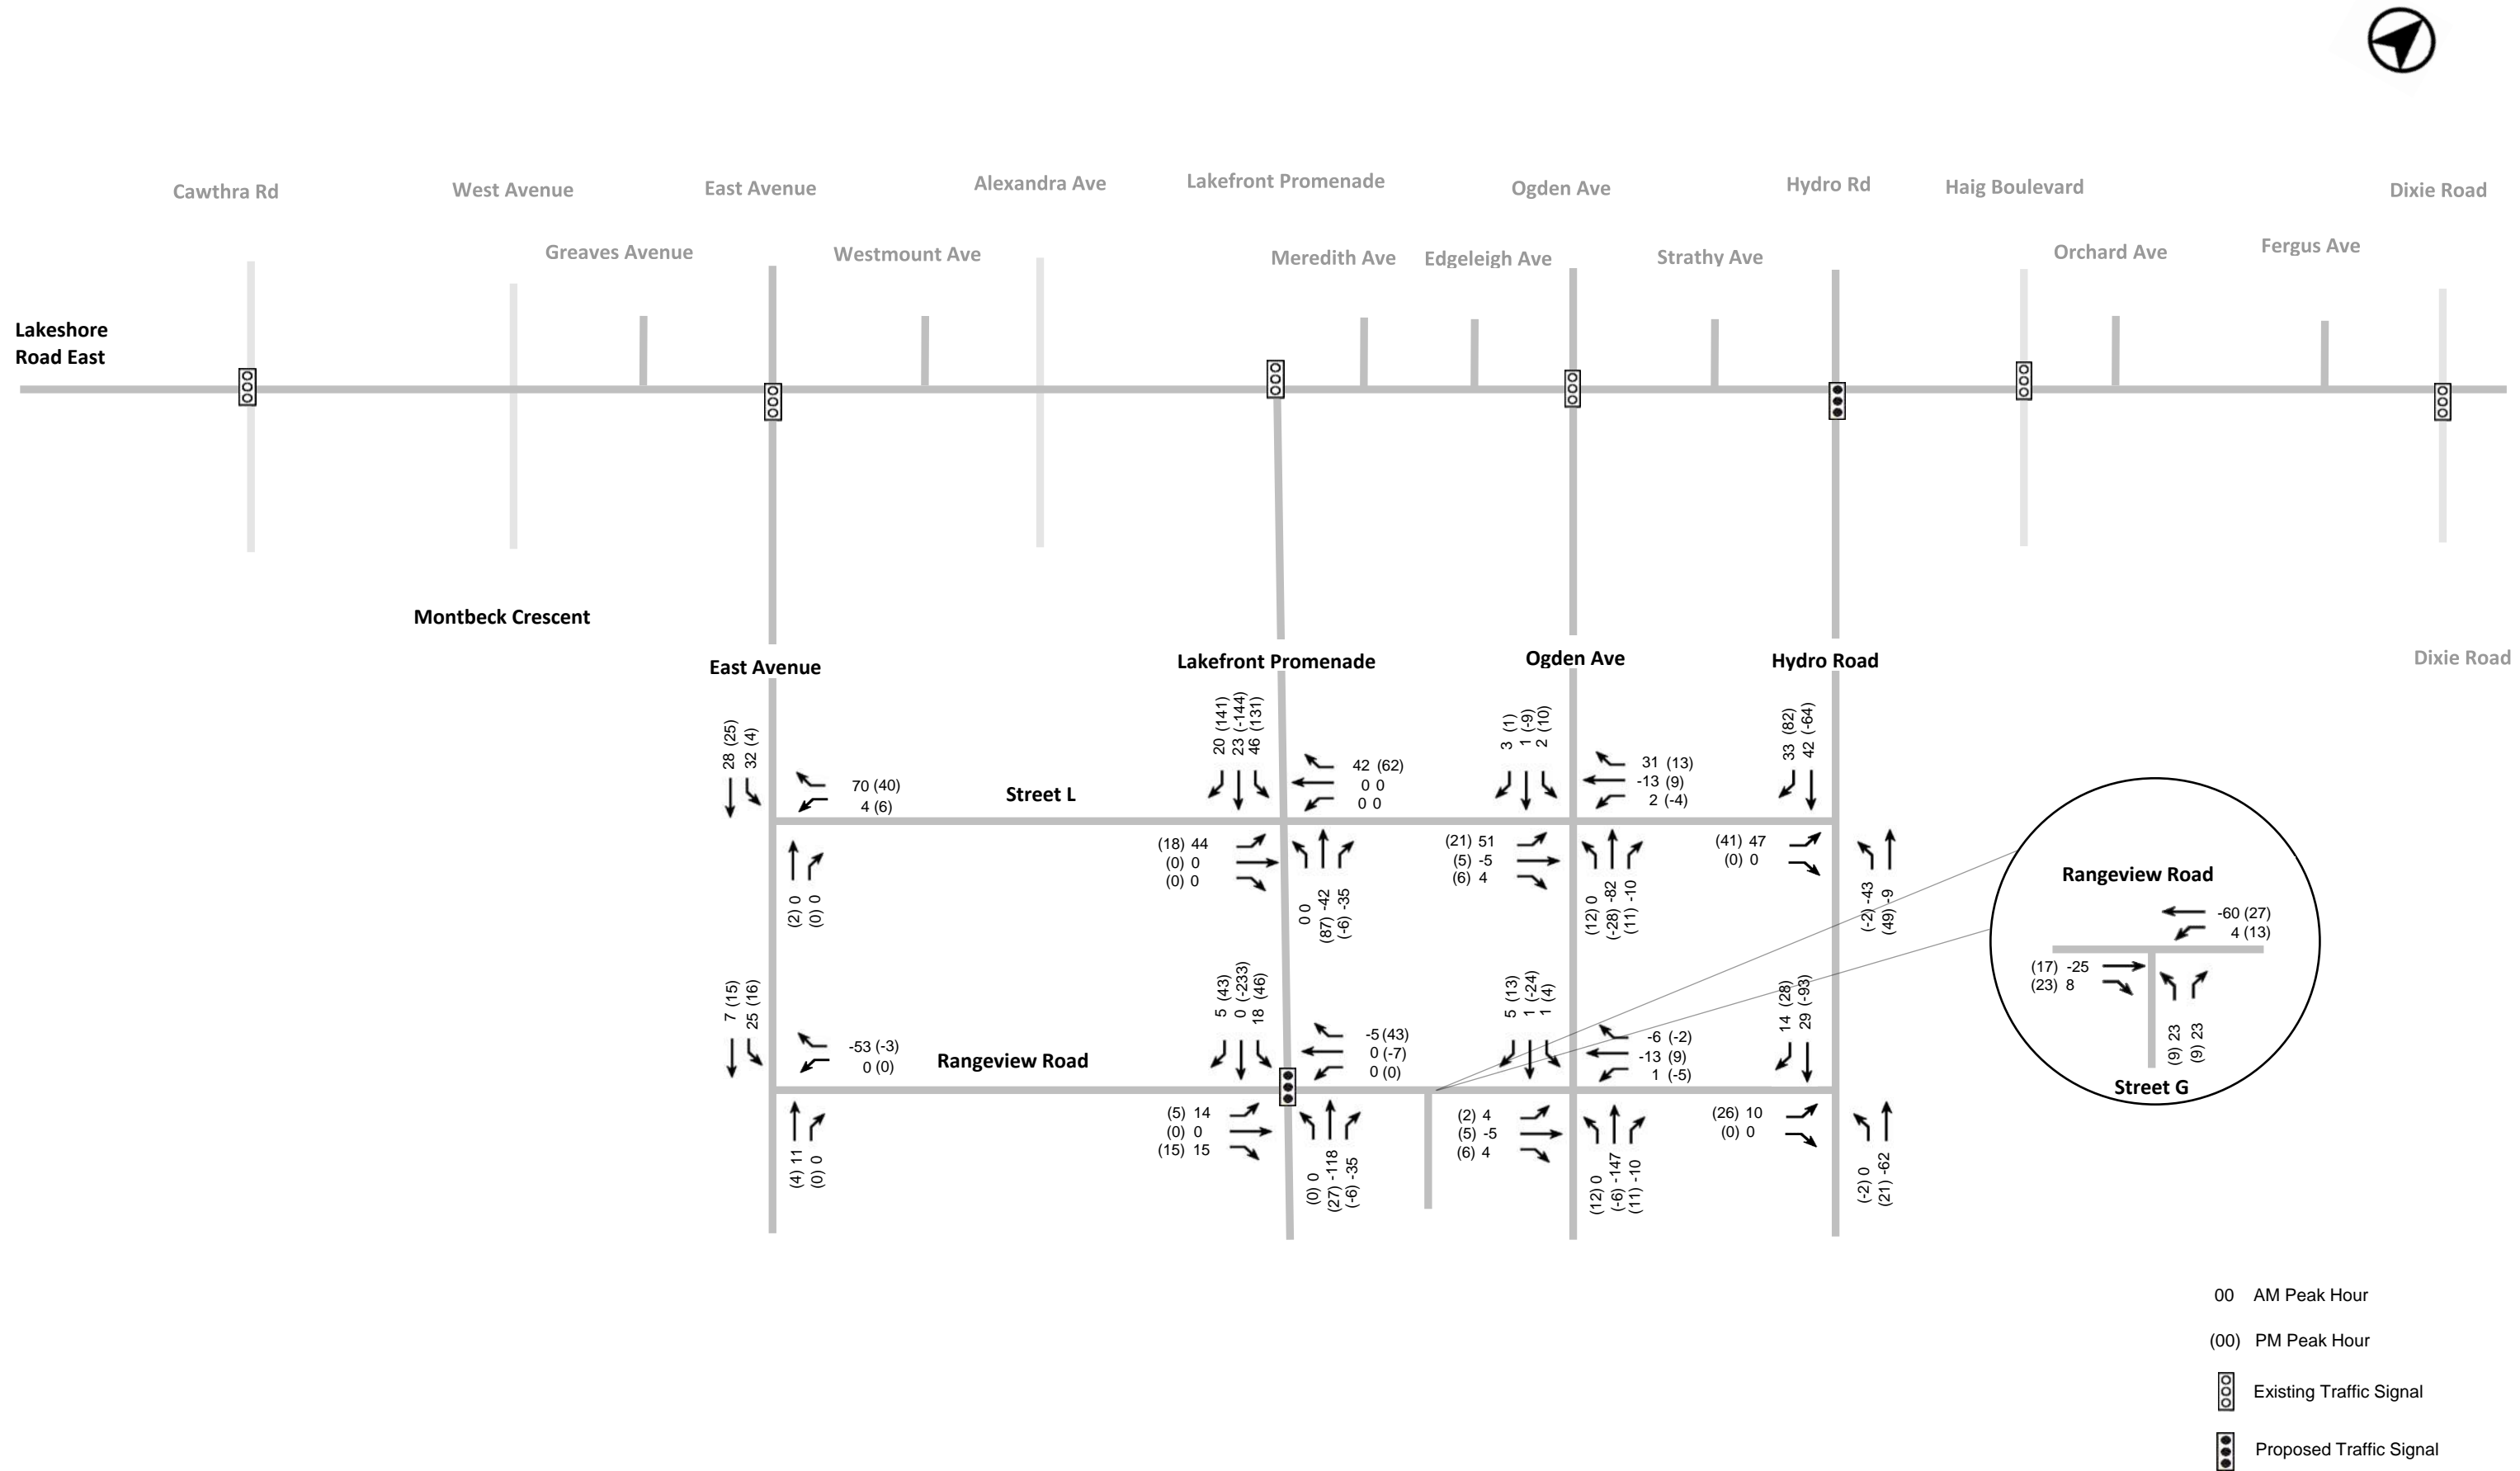 Cawthra Rd
West Avenue
East Avenue
Alexandra Ave
Lakefront Promenade
Ogden Ave
Hydro Rd
Haig Boulevard
Dixie Road
Greaves Avenue
Westmount Ave
Meredith Ave
Edgeleigh Ave
Strathy Ave
Orchard Ave
Fergus Ave
Lakeshore
Road East
Montbeck Crescent
East Avenue
Lakefront Promenade
Ogden Ave
Hydro Road
Dixie Road
28 (25)
32 (4)
70 (40)
4 (6)
Street L
20 (141)
23 (-144)
46 (131)
42 (62)
0 0
0 0
3 (1)
1 (-9)
2 (10)
31 (13)
-13 (9)
2 (-4)
33 (82)
42 (-64)
(2) 0
(0) 0
(18) 44
(0) 0
(0) 0
0 0
(87) -42
(-6) -35
(21) 51
(5) -5
(6) 4
(12) 0
(-28) -82
(11) -10
(41) 47
(0) 0
(-2) -43
(49) -9
Rangeview Road
-60 (27)
4 (13)
(17) -25
(23) 8
(9) 23
(9) 23
Street G
7 (15)
25 (16)
-53 (-3)
0 (0)
Rangeview Road
5 (43)
0 (-233)
18 (46)
-5 (43)
0 (-7)
0 (0)
5 (13)
1 (-24)
1 (4)
-6 (-2)
-13 (9)
1 (-5)
14 (28)
29 (-93)
(4) 11
(0) 0
(5) 14
(0) 0
(15) 15
(0) 0
(27) -118
(-6) -35
(2) 4
(5) -5
(6) 4
(12) 0
(-6) -147
(11) -10
(26) 10
(0) 0
(-2) 0
(21) -62
00 AM Peak Hour
(00) PM Peak Hour
Existing Traffic Signal
Proposed Traffic Signal